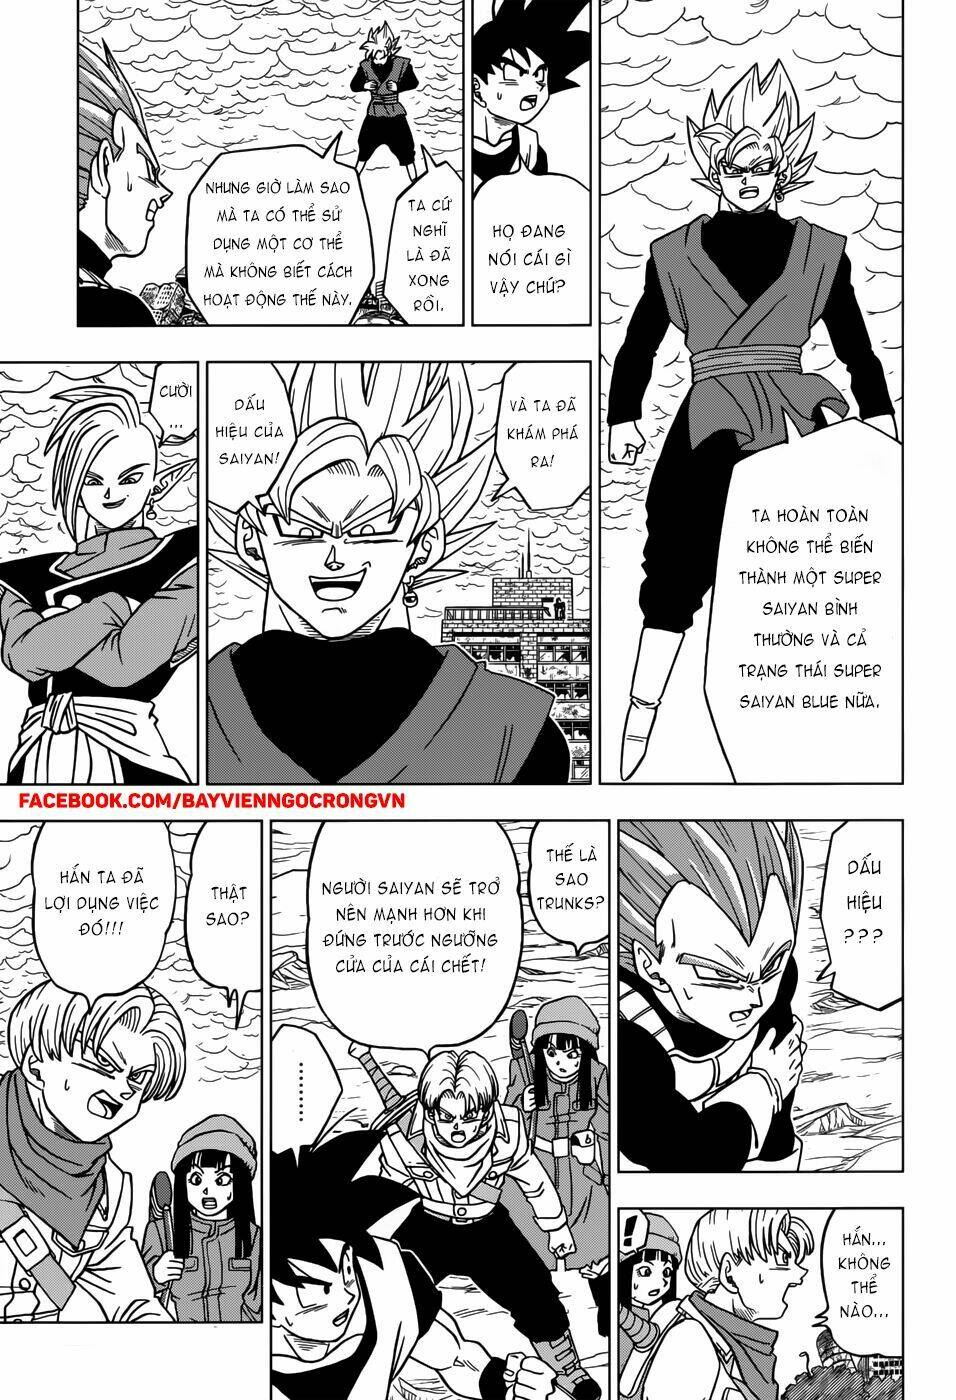 TA HOÀN TOÀN
KHÔNG THỂ BIẾN
THÀNH MỘT SUPER
SAIYAN BÌNH
THƯỜNG VÀ CẢ
TRẠNG THÁI SUPER
SAIYAN BLUE NỮA.
HỌ ĐANG
NÓI CÁI GÌ
VẬY CHỨ?
TA CỨ
NGHĨ
LÀ ĐÃ
XONG
RỒI.
NHƯNG GIỜ LÀM SAO
MÀ TA CÓ THỂ SỬ
DỤNG MỘT CƠ THỂ
MÀ KHÔNG BIẾT CÁCH
HOẠT ĐỘNG THẾ NÀY.
VÀ TA ĐÃ
KHÁM PHÁ
RA!
DẤU
HIỆU CỦA
SAIYAN!
CƯỜI
...
FACEBOOK.COM/BAYVIENNGOCRONGVN
DẤU
HIỆU
???
HẮN...
KHÔNG
THỂ
NÀO...
!
THẾ LÀ
SAO
TRUNKS?
NGƯỜI SAIYAN SẼ TRỞ
NÊN MẠNH HƠN KHI
ĐỨNG TRƯỚC NGƯỠNG
CỬA CỦA CÁI CHẾT!
.........
THẬT
SAO?
HẮN TA ĐÃ
LỢI DỤNG VIỆC
ĐÓ!!!